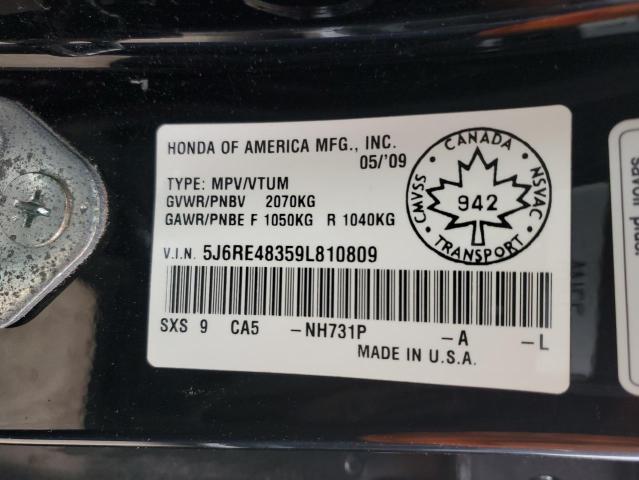 HONDA OF AMERICA MFG., INC.
05/'09
TYPE: MPV/VTUM
GVWR/PNBV 2070KG
GAWR/PNBE F 1050KG R 1040KG
V.I.N. 5J6RE48359L810809
SXS 9 CA5 -NH731P -A -L
MADE IN U.S.A.
CANADA
CMVSS
NSVAC
942
TRANSPORT